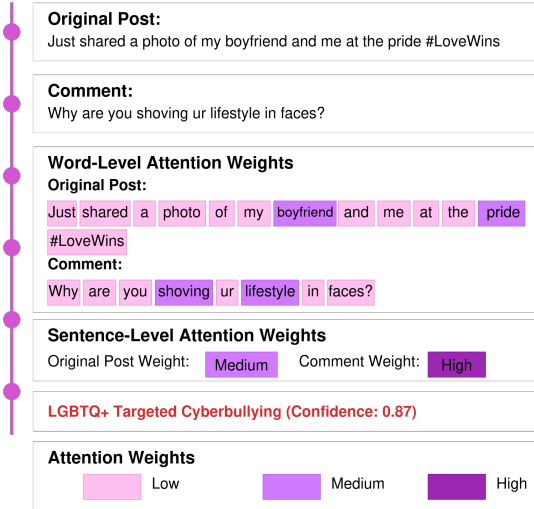 Original Post:
Just shared a photo of my boyfriend and me at the pride #LoveWins
Comment:
Why are you shoving ur lifestyle in faces?
Word-Level Attention Weights
Original Post:
Just shared a photo of my boyfriend and me at the pride
#LoveWins
Comment:
Why are you shoving ur lifestyle in faces?
Sentence-Level Attention Weights
Original Post Weight: Medium Comment Weight: High
LGBTQ+ Targeted Cyberbullying (Confidence: 0.87)
Attention Weights
Low Medium High